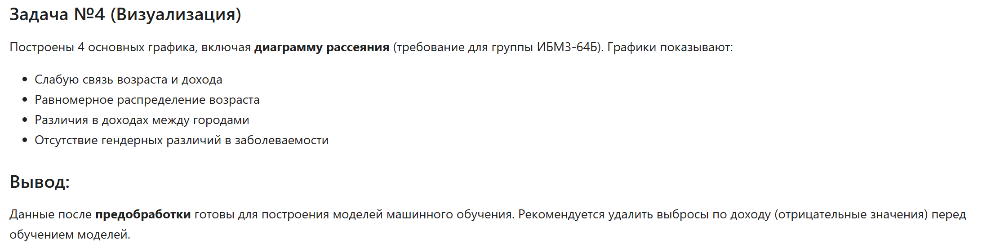 Задача №4 (Визуализация)
Построены 4 основных графика, включая диаграмму рассеяния (требование для группы ИБМ3-64Б). Графики показывают:
• Слабую связь возраста и дохода
• Равномерное распределение возраста
• Различия в доходах между городами
• Отсутствие гендерных различий в заболеваемости
Вывод:
Данные после предобработки готовы для построения моделей машинного обучения. Рекомендуется удалить выбросы по доходу (отрицательные значения) перед
обучением моделей.